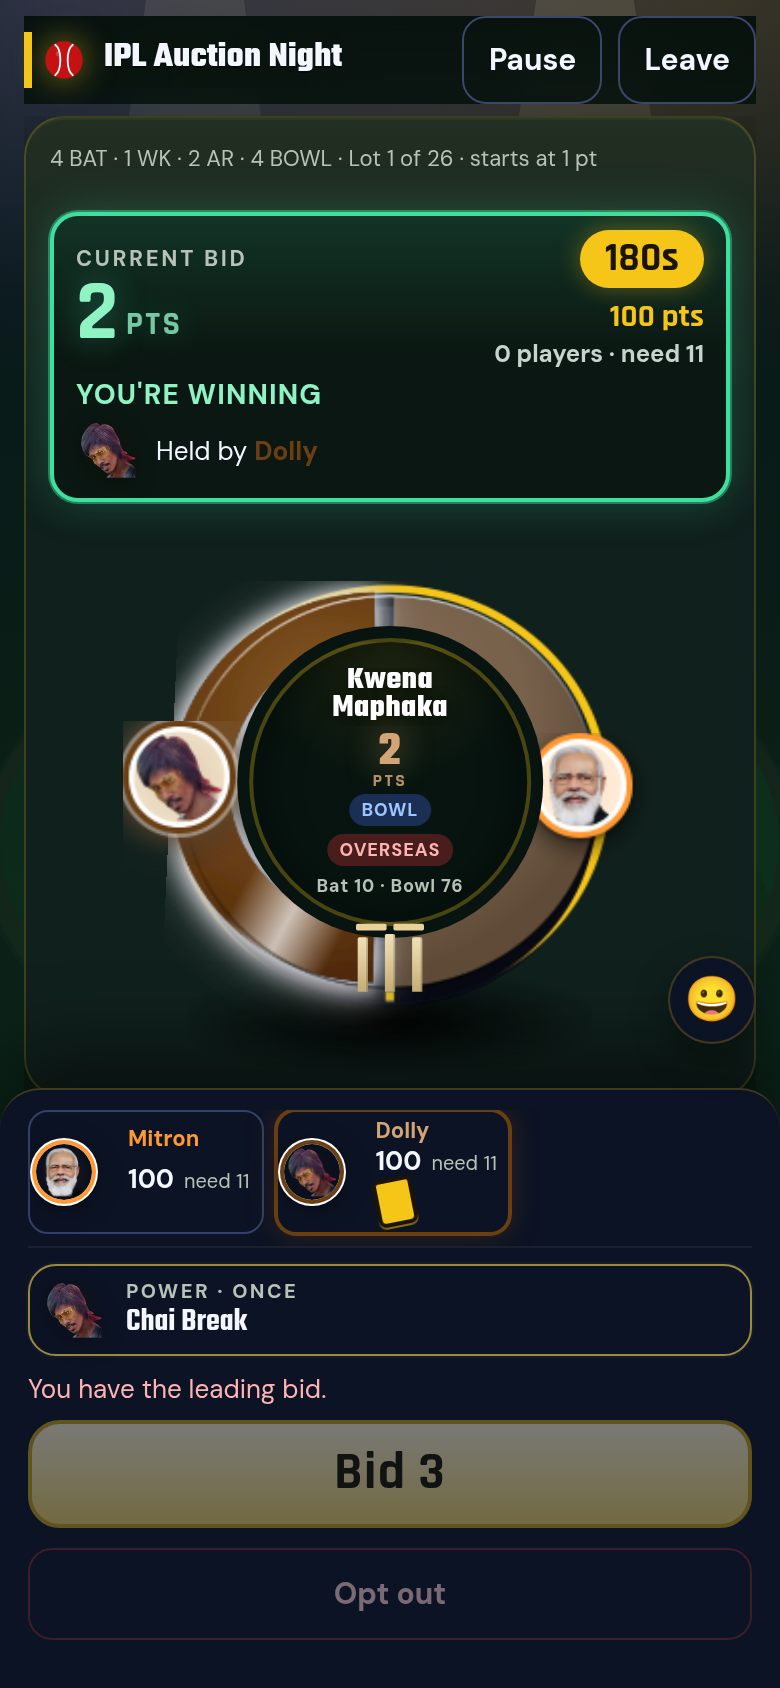 IPL Auction Night
Pause
Leave
4 BAT · 1 WK · 2 AR · 4 BOWL · Lot 1 of 26 · starts at 1 pt
CURRENT BID
180s
2 PTS
100 pts
0 players · need 11
YOU'RE WINNING
Held by Dolly
Kwena
Maphaka
2
PTS
BOWL
OVERSEAS
Bat 10 · Bowl 76
Mitron
100 need 11
Dolly
100 need 11
POWER · ONCE
Chai Break
You have the leading bid.
Bid 3
Opt out